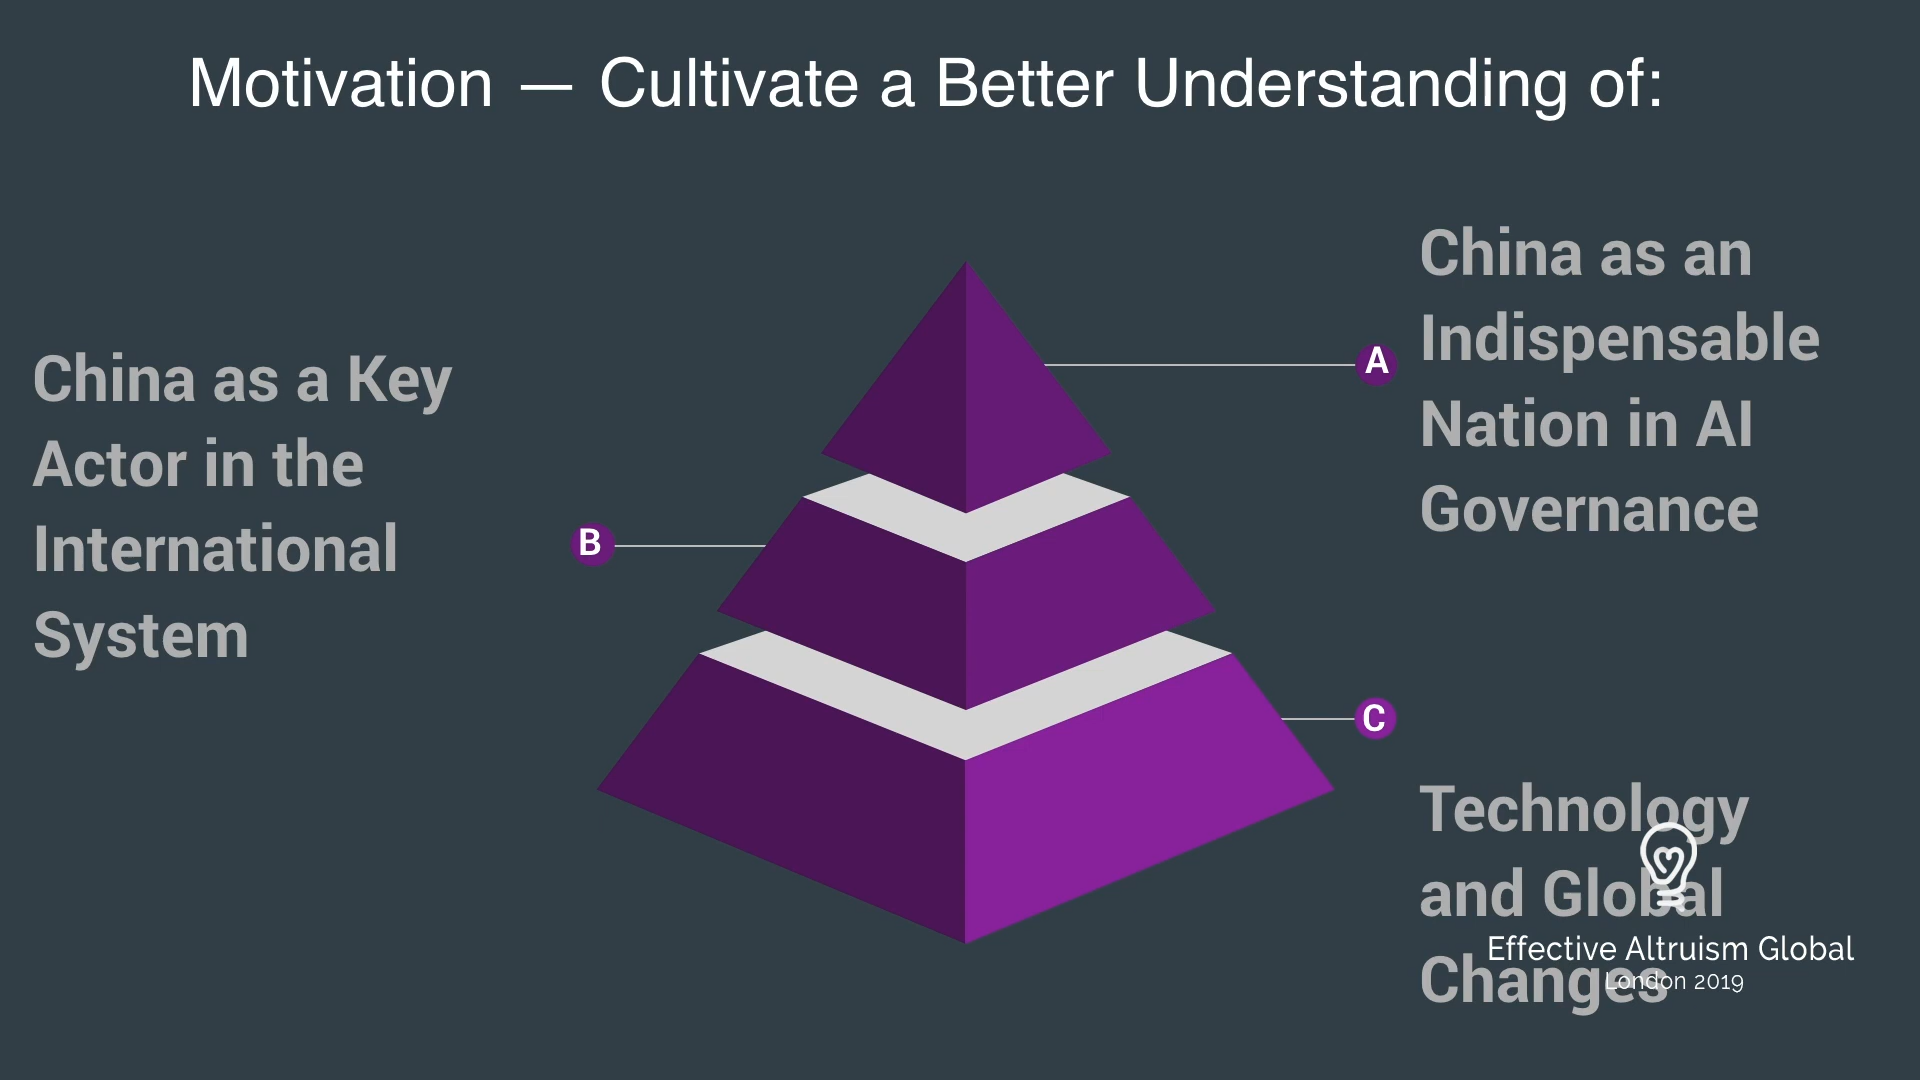 Motivation — Cultivate a Better Understanding of:
China as an
Indispensable
Nation in AI
Governance
A
China as a Key
Actor in the
International
System
B
C
Technology
and Global
Changes
Effective Altruism Global
London 2019